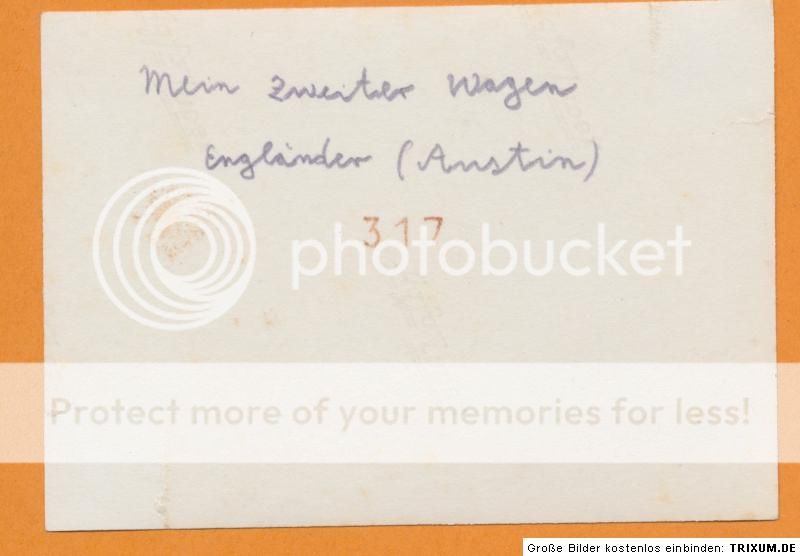 Mein zweiter Wagen
Engländer (Austin)
317
photobucket
Protect more of your memories for less!
Große Bilder kostenlos einbinden: TRIXUM.DE